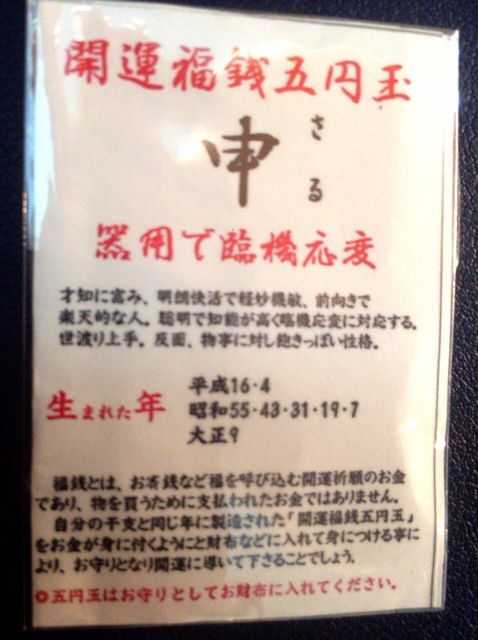 開運福銭五円玉
申 さる
器用で臨機応変
才知に富み、明朗快活で軽妙機敏、前向きで
楽天的な人。聡明で知能が高く臨機応変に対応する。
世渡り上手。反面、物事に対し飽きっぽい性格。
生まれた年
平成16・4
昭和55・43・31・19・7
大正9
福銭とは、お賽銭など福を呼び込む開運祈願のお金
であり、物を買うために支払われたお金ではありません。
自分の干支と同じ年に製造された「開運福銭五円玉」
をお金が身に付くようにと財布などに入れて身につける事に
より、お守りとなり開運に導いて下さることでしょう。
◎五円玉はお守りとしてお財布に入れてください。